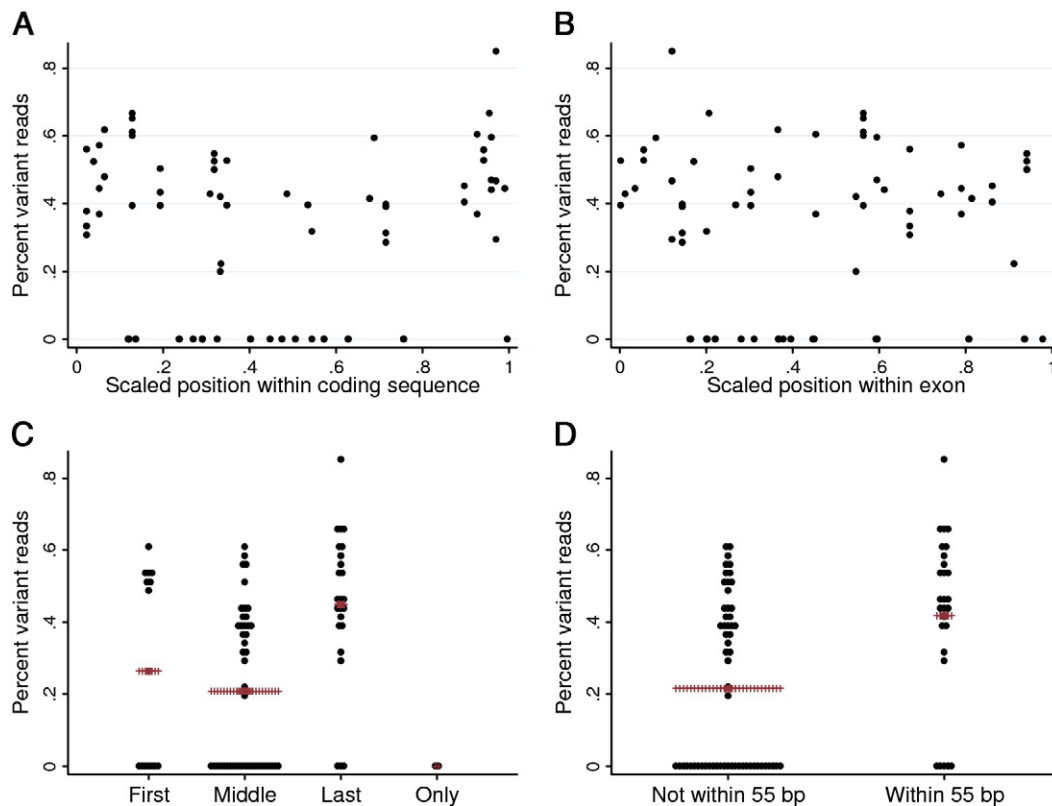 A
Percent variant reads
.8
.6
.4
.2
0
0 .2 .4 .6 .8 1
Scaled position within coding sequence
B
Percent variant reads
.8
.6
.4
.2
0
0 .2 .4 .6 .8 1
Scaled position within exon
C
Percent variant reads
.8
.6
.4
.2
0
First Middle Last Only
D
Percent variant reads
.8
.6
.4
.2
0
Not within 55 bp Within 55 bp